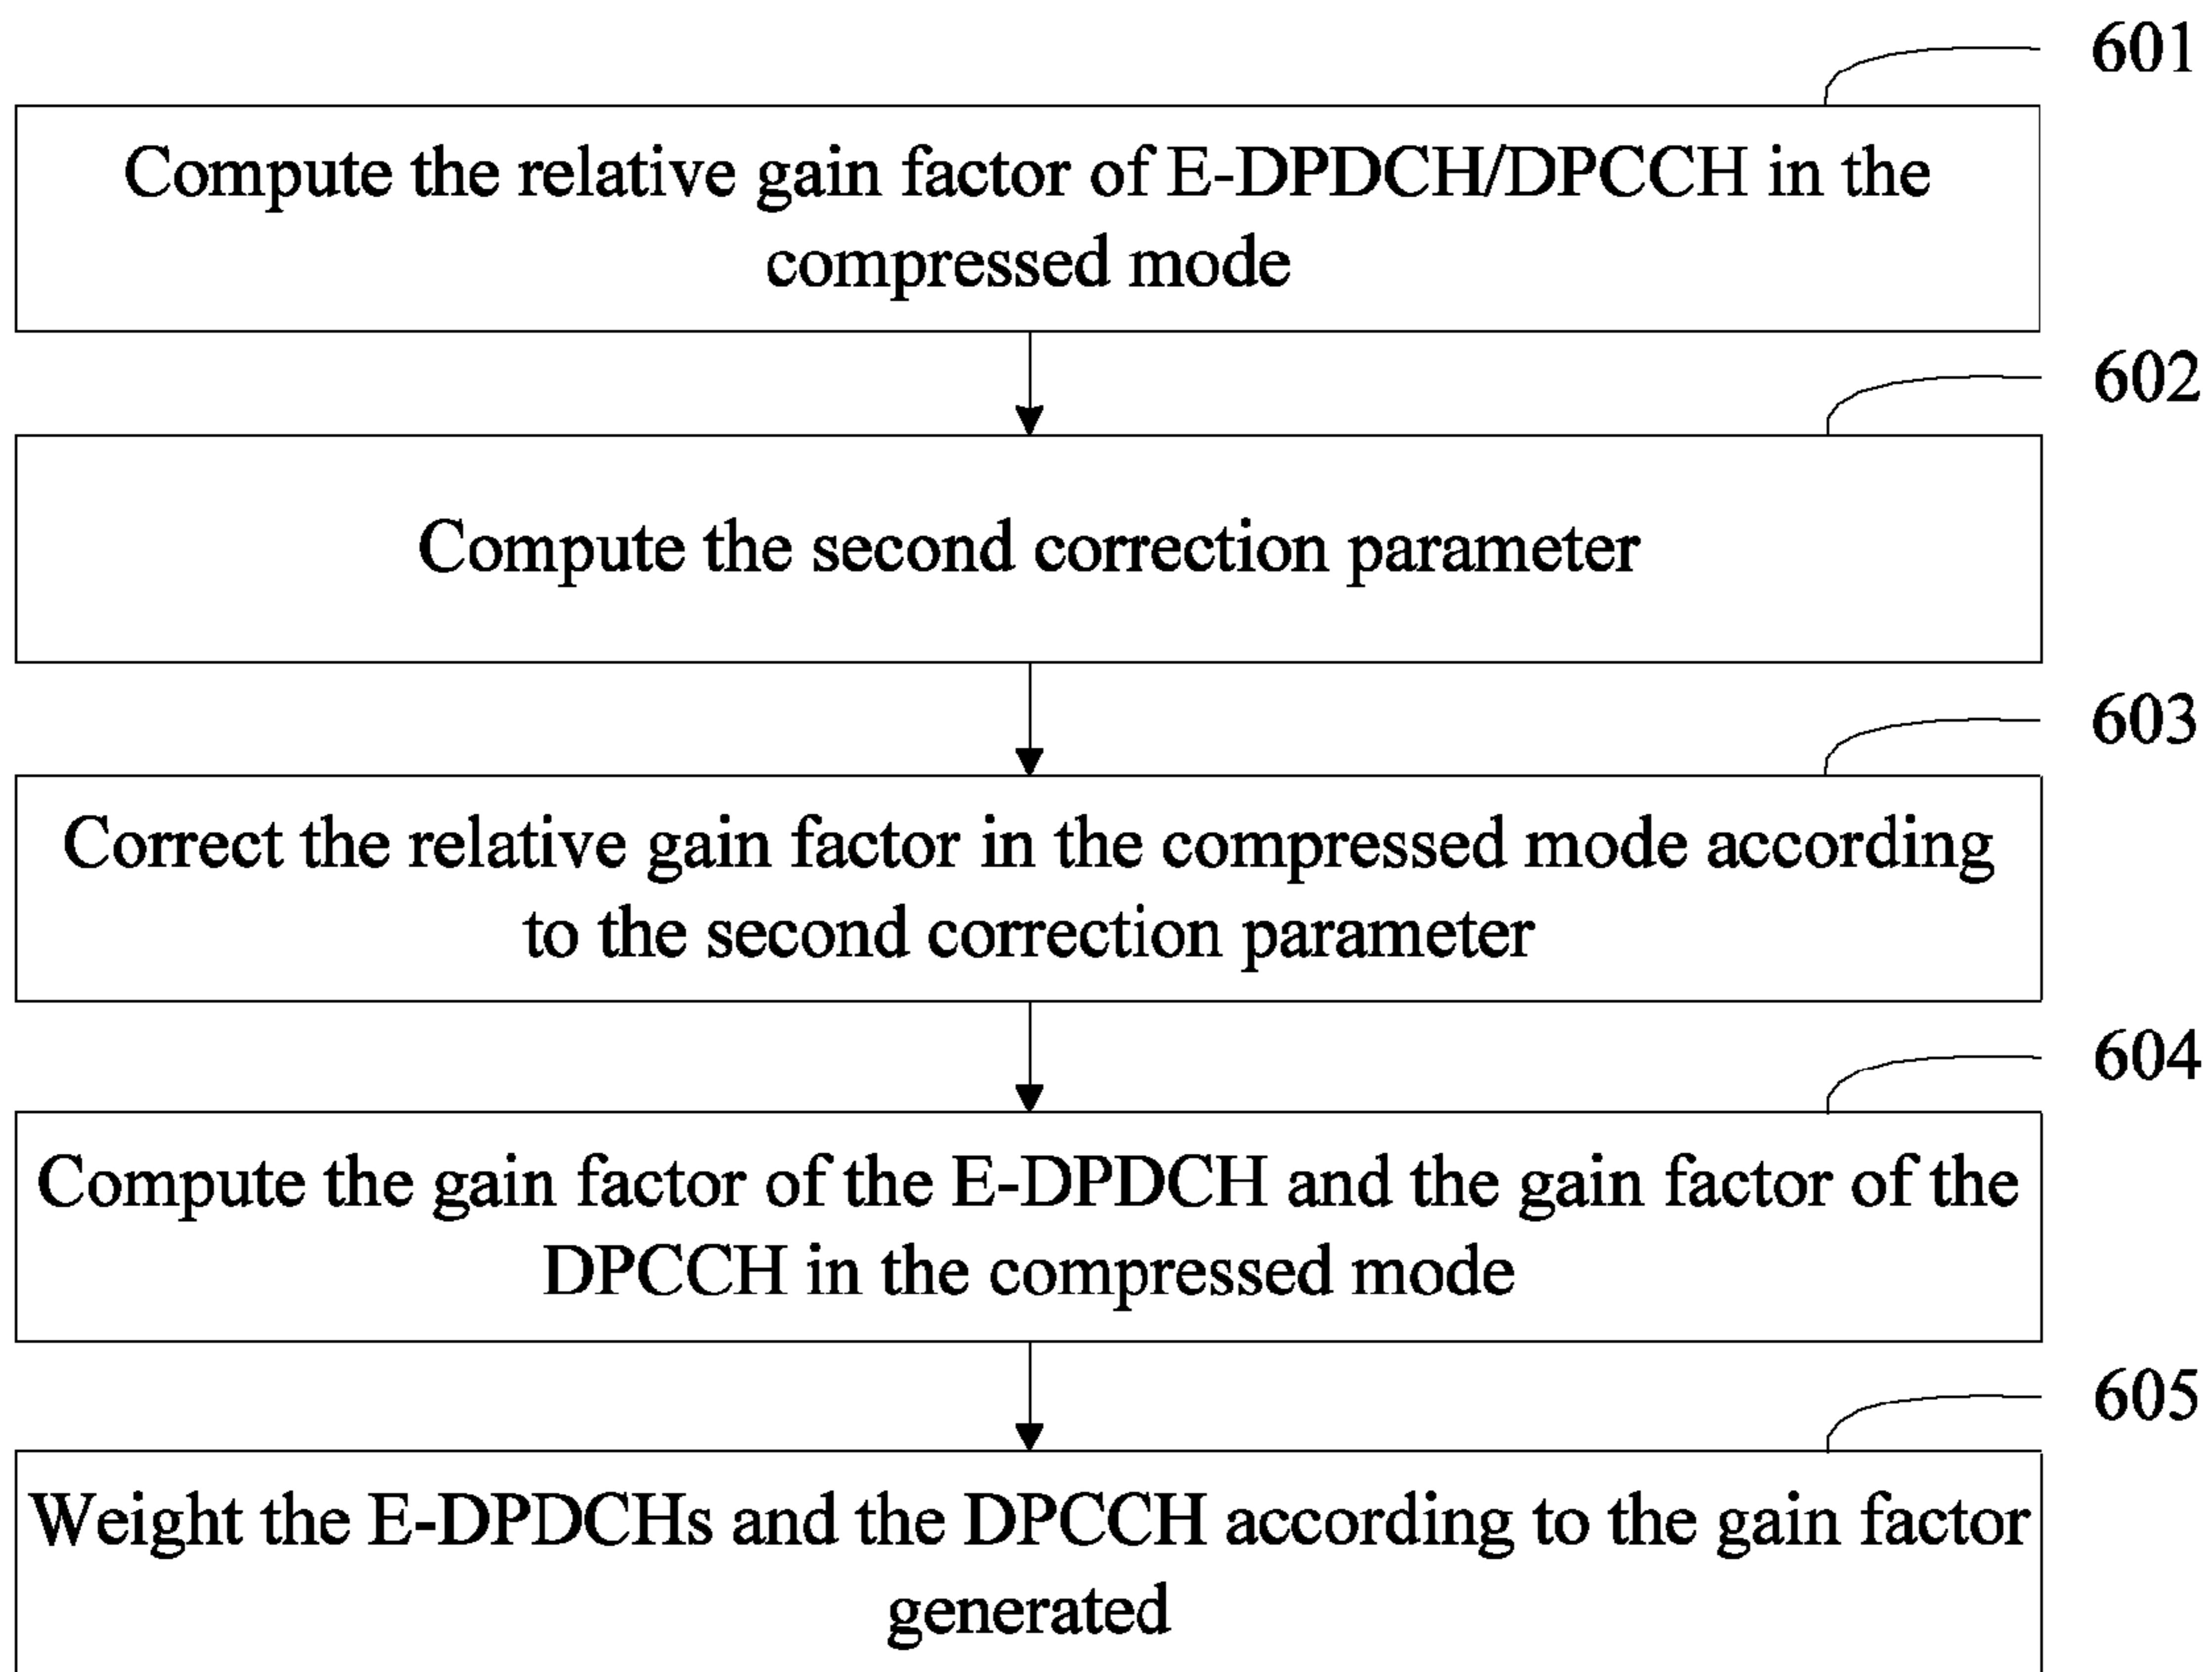 601
Compute the relative gain factor of E-DPDCH/DPCCH in the
compressed mode
602
Compute the second correction parameter
603
Correct the relative gain factor in the compressed mode according
to the second correction parameter
604
Compute the gain factor of the E-DPDCH and the gain factor of the
DPCCH in the compressed mode
605
Weight the E-DPDCHs and the DPCCH according to the gain factor
generated